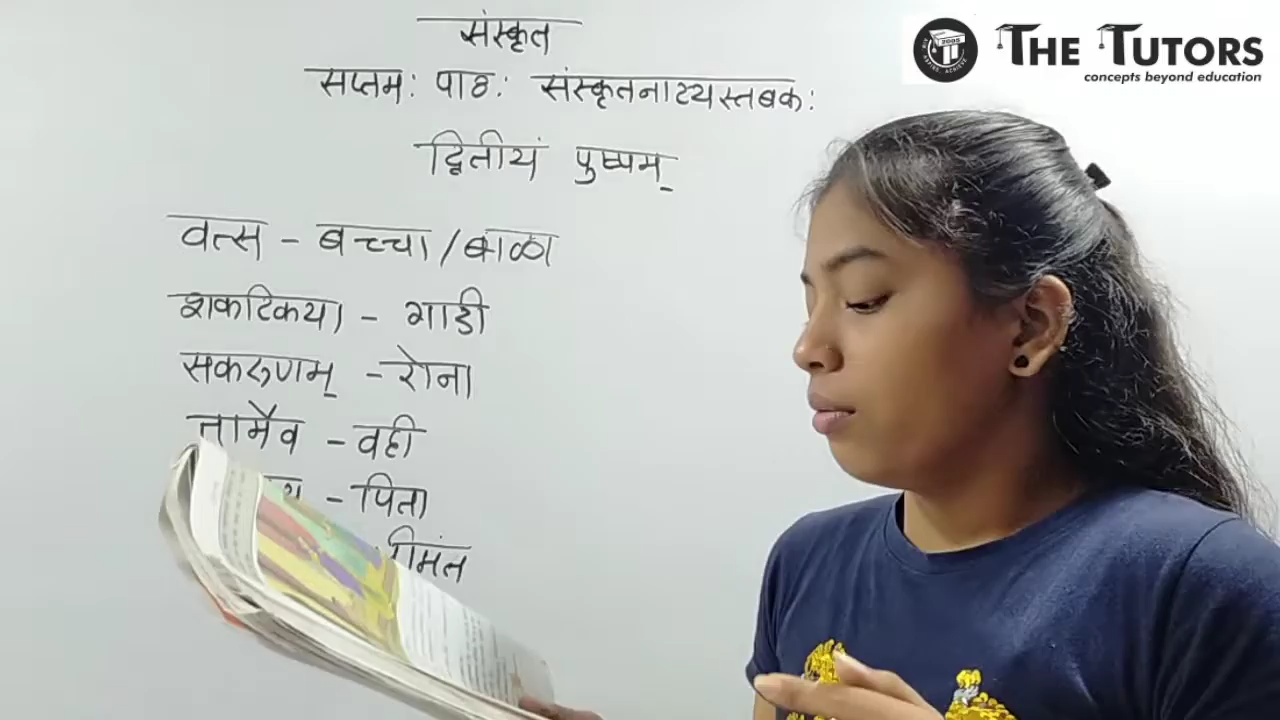 संस्कृत
सप्तम: पाठ: संस्कृतनाट्यस्तबक:
द्वितीयं पुष्पम्
वत्स - बच्चा / बाळा
शकटिकया - गाडी
सकरुणम् - रोना
तामैव - वही
- पिता
THE TUTORS
concepts beyond education